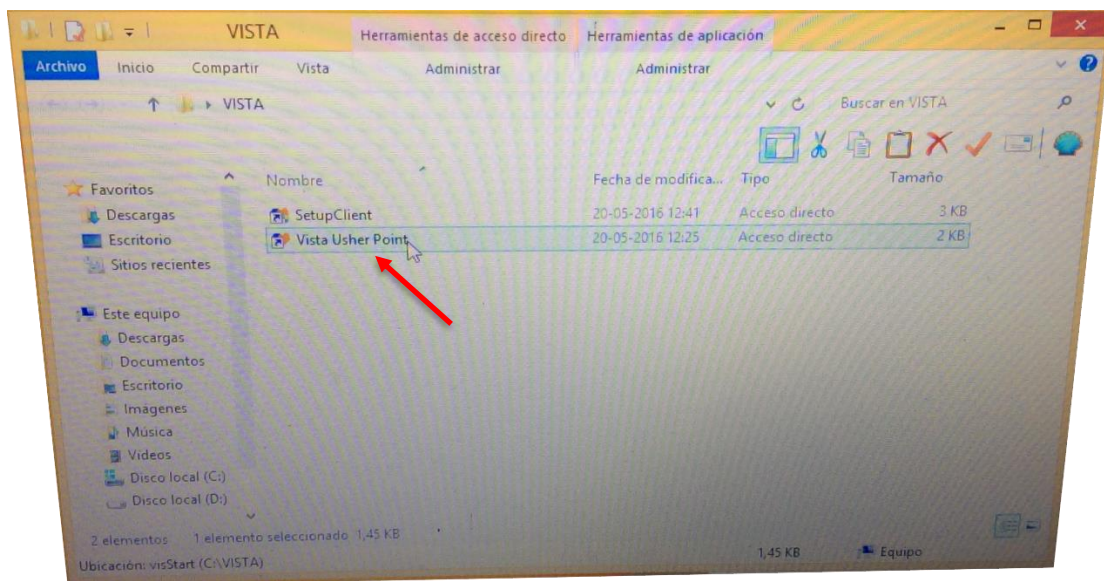 VISTA Herramientas de acceso directo Herramientas de aplicación
Archivo Inicio Compartir Vista Administrar Administrar
VISTA Buscar en VISTA
Nombre Fecha de modifica... Tipo Tamaño
SetupClient 20-05-2016 12:41 Acceso directo 3 KB
Vista Usher Point 20-05-2016 12:25 Acceso directo 2 KB
Favoritos
Descargas
Escritorio
Sitios recientes
Este equipo
Descargas
Documentos
Escritorio
Imágenes
Música
Videos
Disco local (C:)
Disco local (D:)
2 elementos 1 elemento seleccionado 1,45 KB
Ubicación: visStart (C:\VISTA) 1,45 KB Equipo